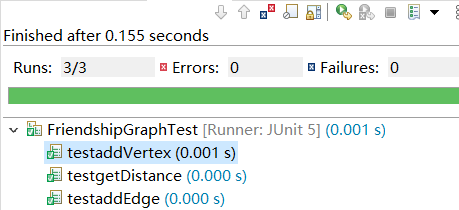 Finished after 0.155 seconds
Runs: 3/3 Errors: 0 Failures: 0
FriendshipGraphTest [Runner: JUnit 5] (0.001 s)
testaddVertex (0.001 s)
testgetDistance (0.000 s)
testaddEdge (0.000 s)